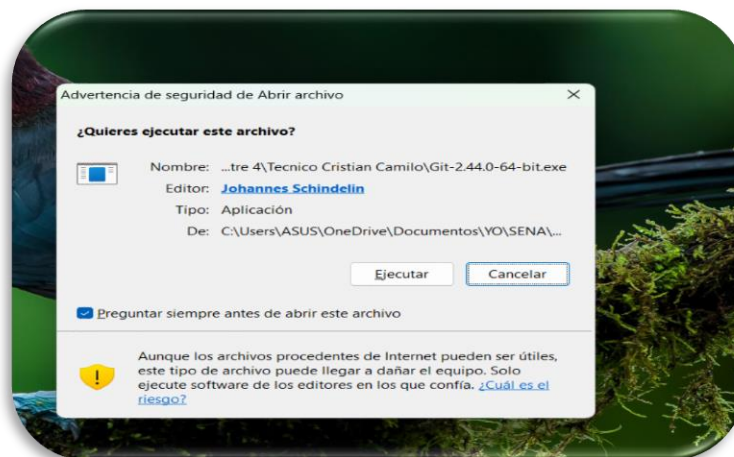 Advertencia de seguridad de Abrir archivo
¿Quieres ejecutar este archivo?
Nombre: ...tre 4\Tecnico Cristian Camilo\Git-2.44.0-64-bit.exe
Editor: Johannes Schindelin
Tipo: Aplicación
De: C:\Users\ASUS\OneDrive\Documentos\YO\SENA\...
Ejecutar Cancelar
Preguntar siempre antes de abrir este archivo
Aunque los archivos procedentes de Internet pueden ser útiles,
este tipo de archivo puede llegar a dañar el equipo. Solo
ejecute software de los editores en los que confía. ¿Cuál es el
riesgo?